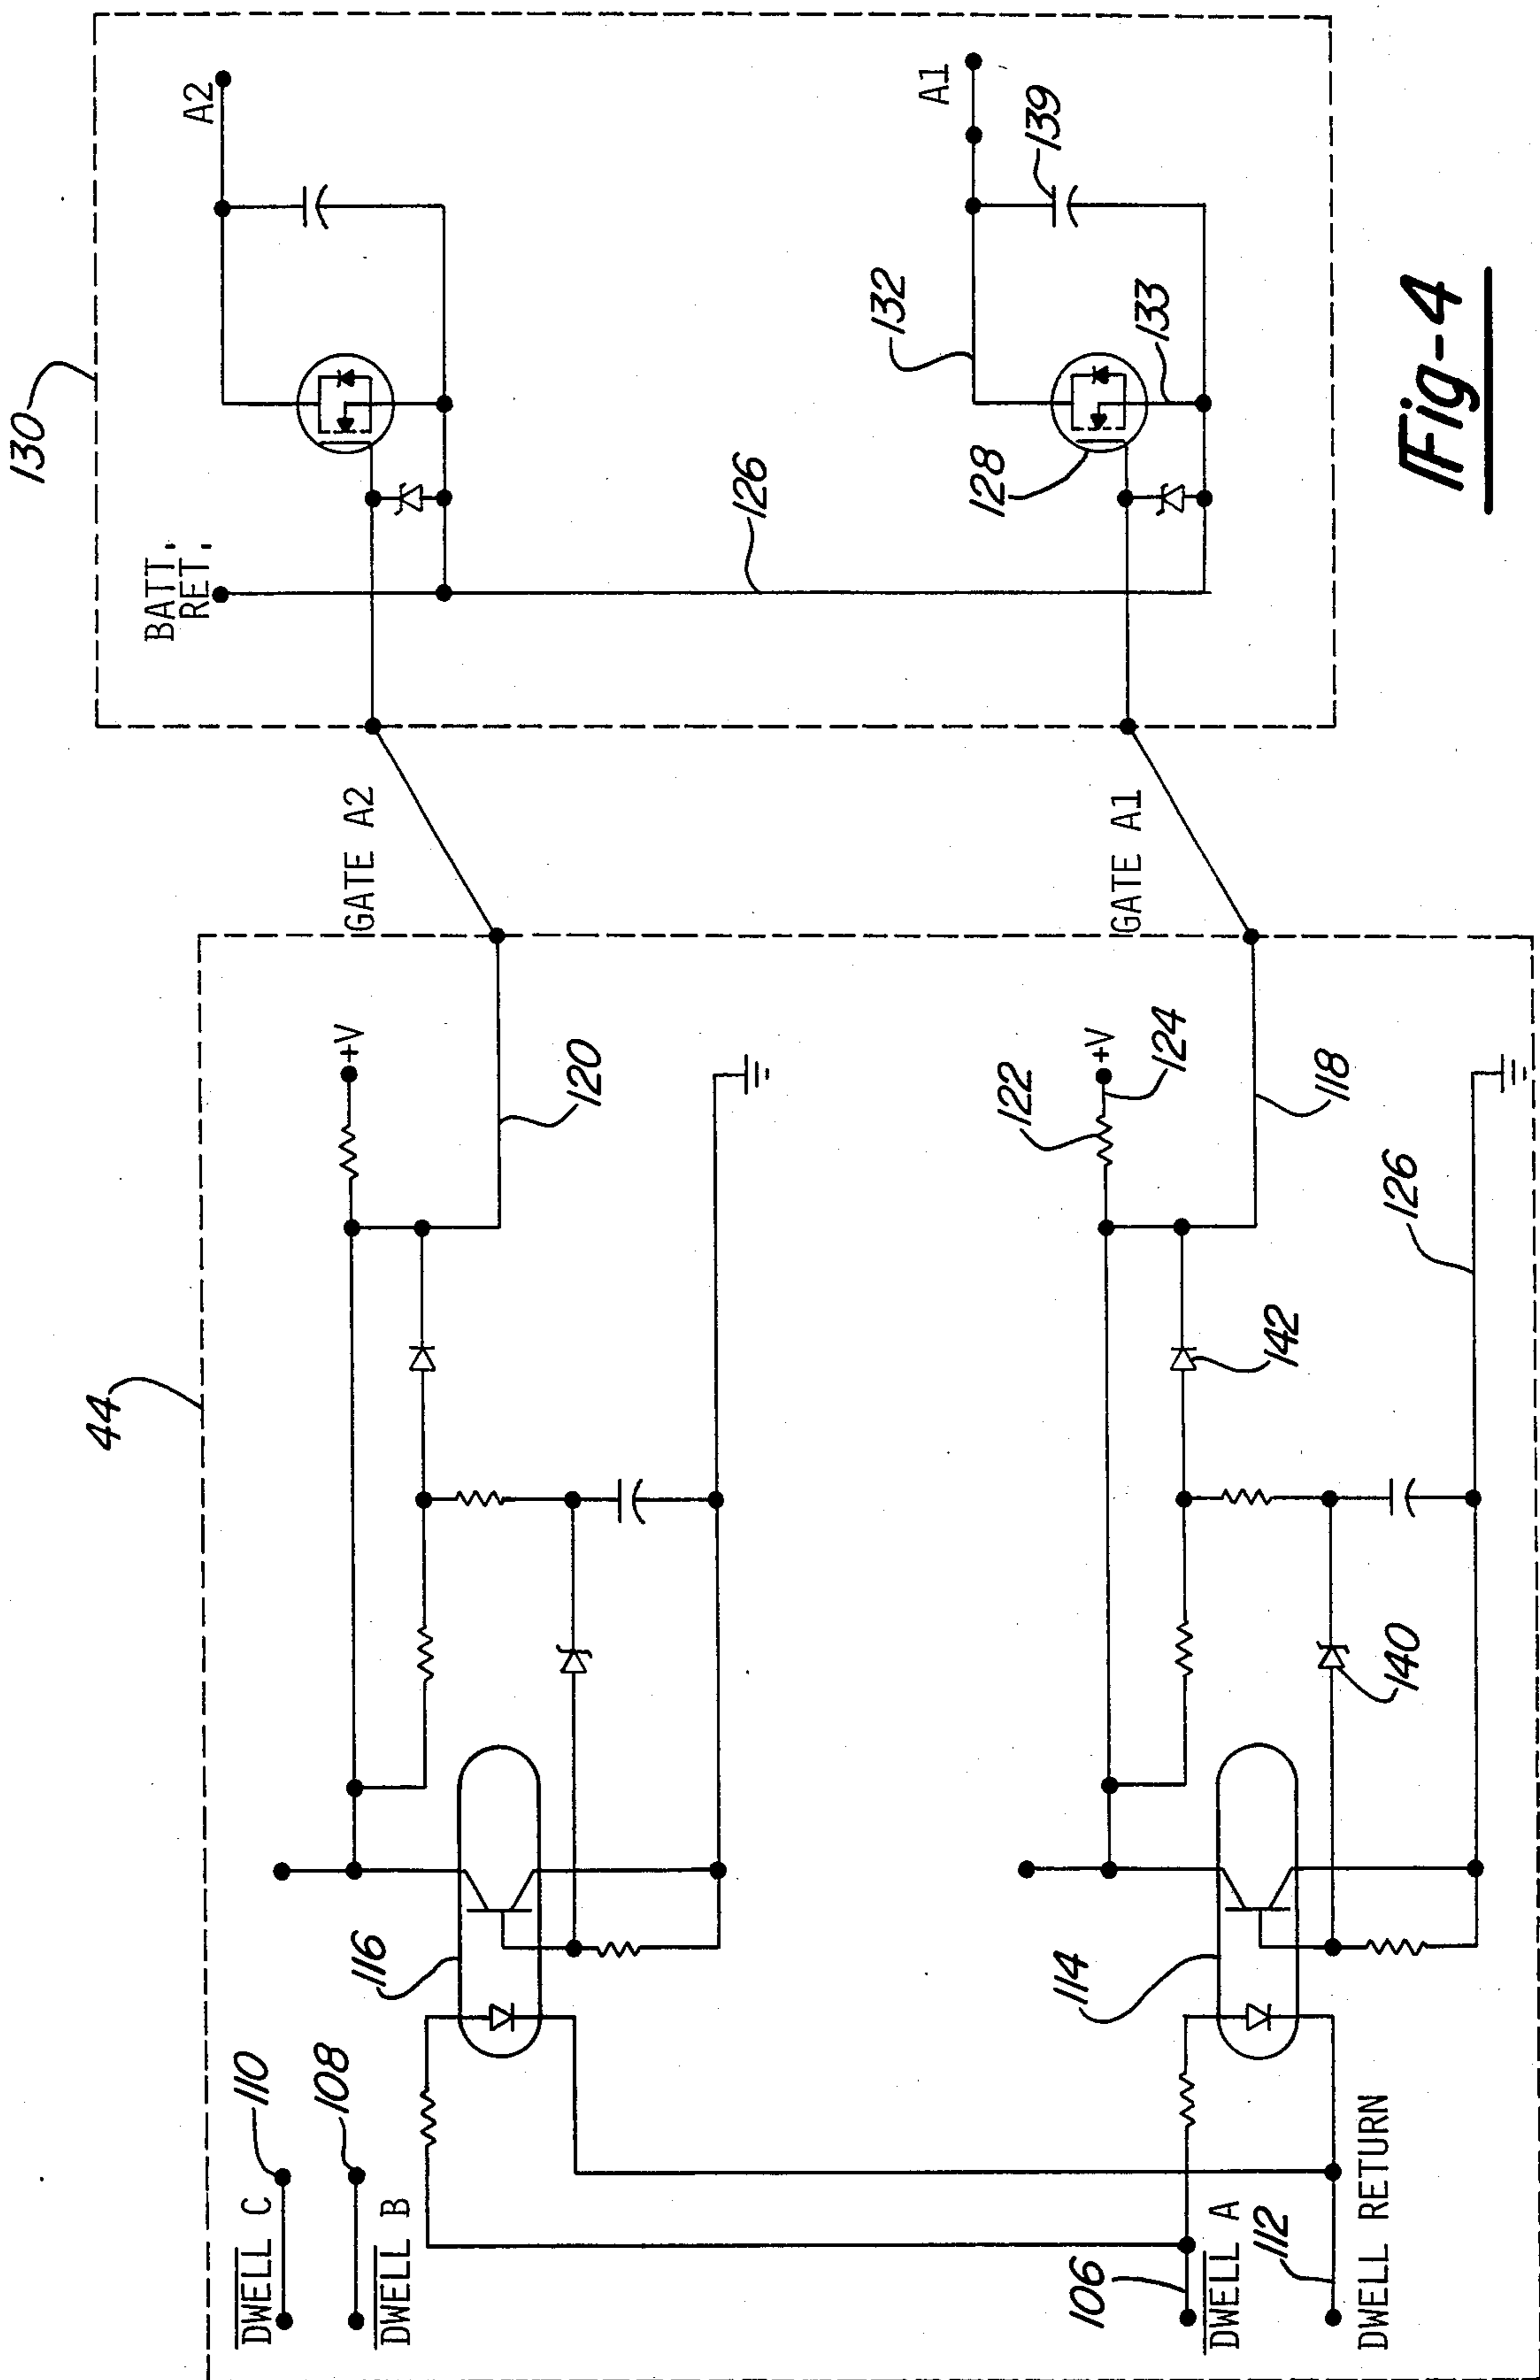 130
BATT.
RET.
A2
126
132
A1
128
133
139
GATE A2
GATE A1
44
+V
120
122
+V
124
118
126
142
140
116
114
DWELL C
110
DWELL B
108
106
DWELL A
112
DWELL RETURN
Fig-4